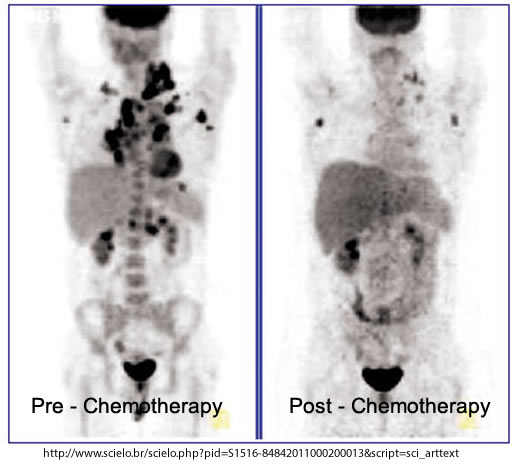 Pre - Chemotherapy
Post - Chemotherapy
http://www.scielo.br/scielo.php?pid=S1516-84842011000200013&script=sci_arttext